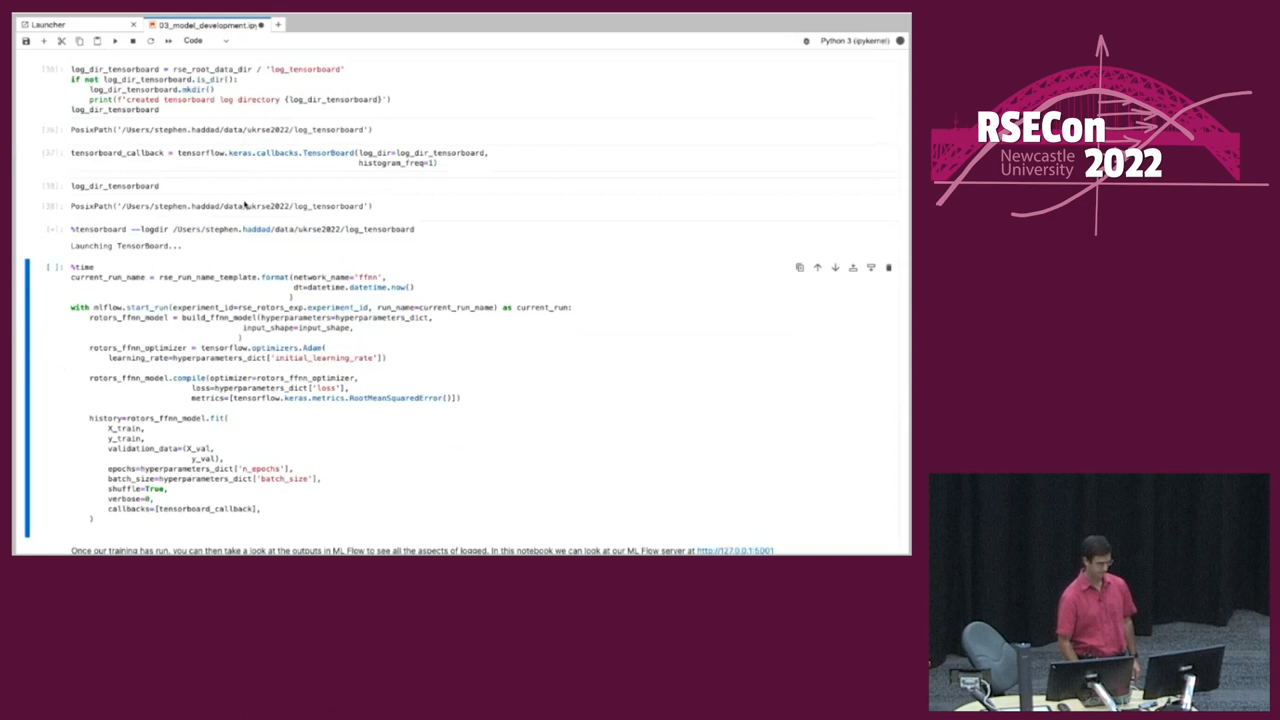 Launcher
03_model_development.ipy
Code
Python 3 (ipykernel)
[36]: log_dir_tensorboard = rse_root_data_dir / 'log_tensorboard'
if not log_dir_tensorboard.is_dir():
log_dir_tensorboard.mkdir()
print(f'created tensorboard log directory {log_dir_tensorboard}')
log_dir_tensorboard
[36]: PosixPath('/Users/stephen.haddad/data/ukrse2022/log_tensorboard')
[37]: tensorboard_callback = tensorflow.keras.callbacks.TensorBoard(log_dir=log_dir_tensorboard,
histogram_freq=1)
[38]: log_dir_tensorboard
[38]: PosixPath('/Users/stephen.haddad/data/ukrse2022/log_tensorboard')
[*]: %tensorboard --logdir /Users/stephen.haddad/data/ukrse2022/log_tensorboard
Launching TensorBoard...
[ ]: %time
current_run_name = rse_run_name_template.format(network_name='ffnn',
dt=datetime.datetime.now()
)
with mlflow.start_run(experiment_id=rse_rotors_exp.experiment_id, run_name=current_run_name) as current_run:
rotors_ffnn_model = build_ffnn_model(hyperparameters=hyperparameters_dict,
input_shape=input_shape,
)
rotors_ffnn_optimizer = tensorflow.optimizers.Adam(
learning_rate=hyperparameters_dict['initial_learning_rate'])
rotors_ffnn_model.compile(optimizer=rotors_ffnn_optimizer,
loss=hyperparameters_dict['loss'],
metrics=[tensorflow.keras.metrics.RootMeanSquaredError()])
history=rotors_ffnn_model.fit(
X_train,
y_train,
validation_data=(X_val,
y_val),
epochs=hyperparameters_dict['n_epochs'],
batch_size=hyperparameters_dict['batch_size'],
shuffle=True,
verbose=0,
callbacks=[tensorboard_callback],
)
Once our training has run, you can then take a look at the outputs in ML Flow to see all the aspects of logged. In this notebook we can look at our ML Flow server at http://127.0.0.1:5001
RSECon
Newcastle
University
2022